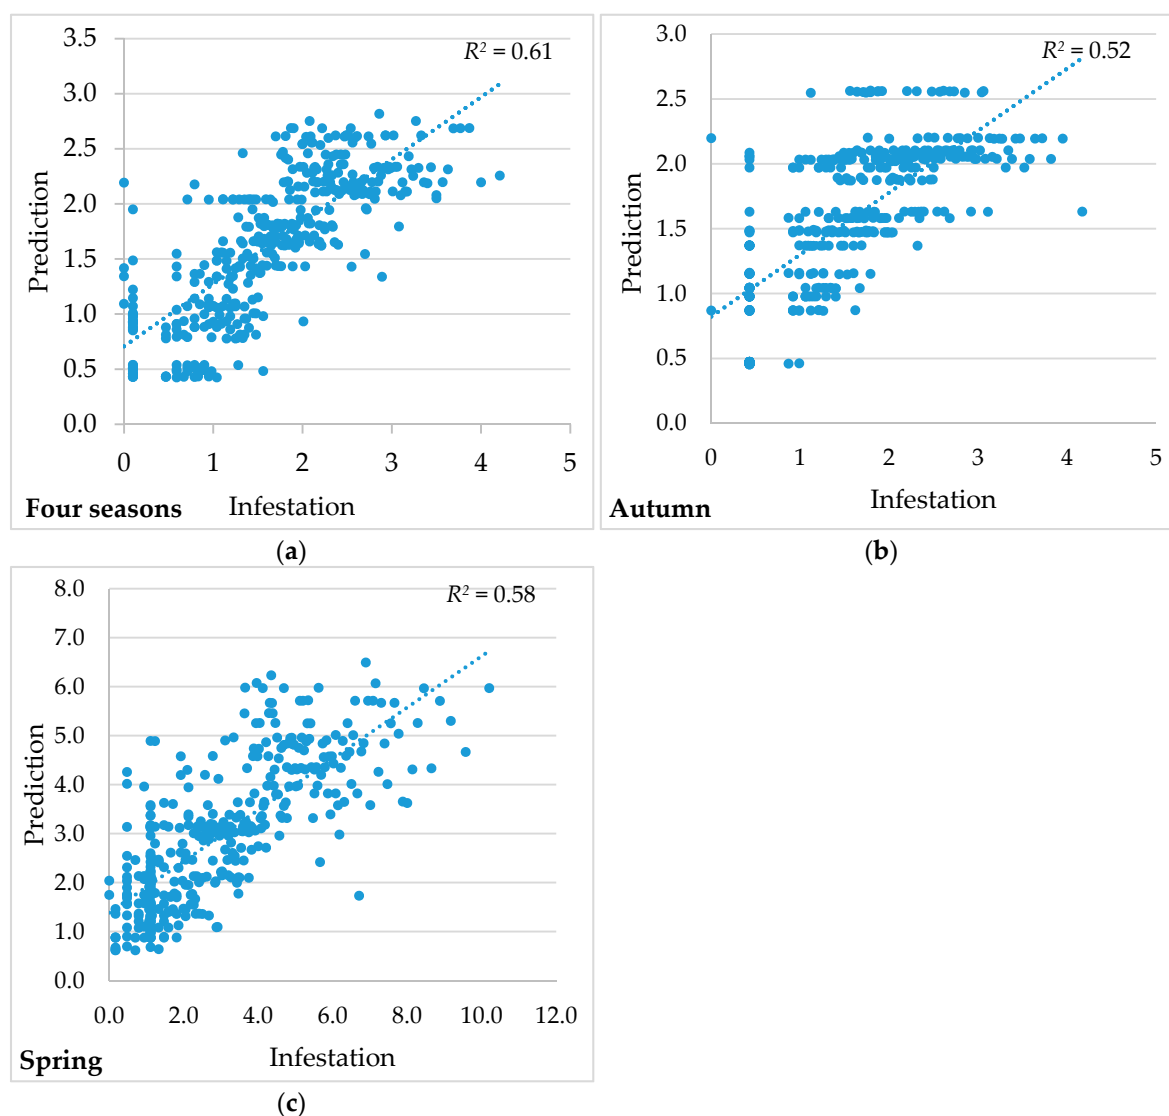 R² = 0.61
3.5
3.0
2.5
2.0
1.5
1.0
0.5
0.0
Prediction
0 1 2 3 4 5
Four seasons Infestation
(a)
R² = 0.52
3.0
2.5
2.0
1.5
1.0
0.5
0.0
Prediction
0 1 2 3 4 5
Autumn Infestation
(b)
R² = 0.58
8.0
7.0
6.0
5.0
4.0
3.0
2.0
1.0
0.0
Prediction
0.0 2.0 4.0 6.0 8.0 10.0 12.0
Spring Infestation
(c)